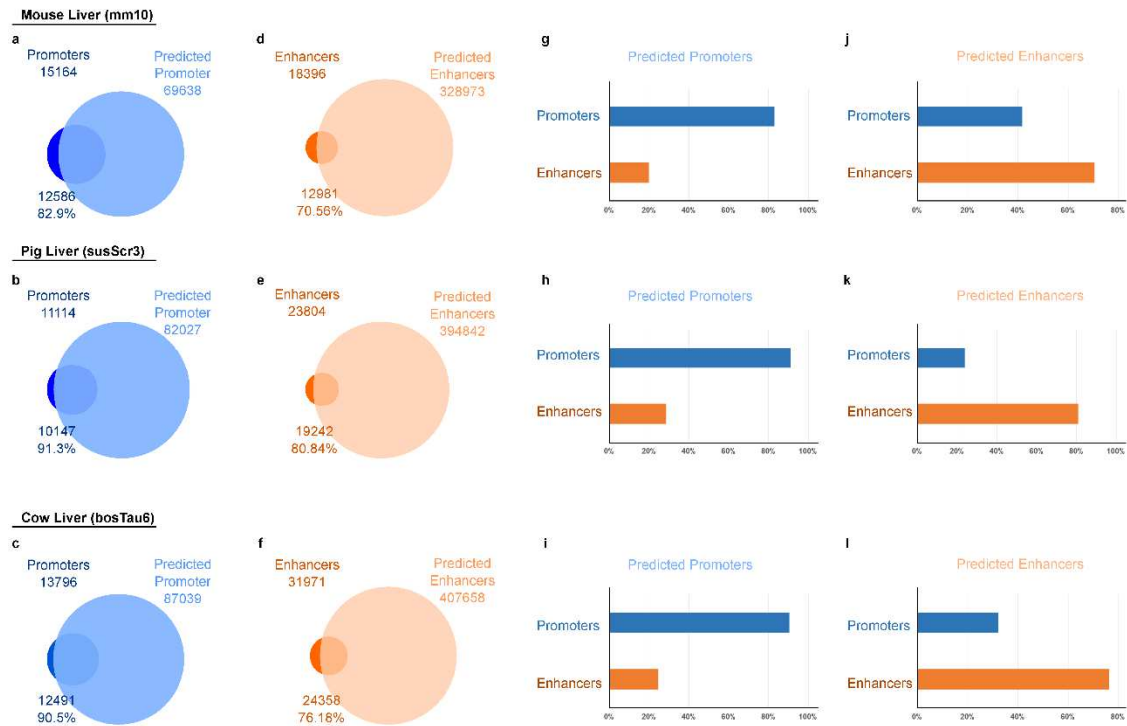 Mouse Liver (mm10)
a
Promoters
15164
Predicted
Promoter
69638
12586
82.9%
d
Enhancers
18396
Predicted
Enhancers
328973
12981
70.56%
g
Predicted Promoters
Promoters
Enhancers
0% 20% 40% 60% 80% 100%
j
Predicted Enhancers
Promoters
Enhancers
0% 20% 40% 60% 80%
Pig Liver (susScr3)
b
Promoters
11114
Predicted
Promoter
82027
10147
91.3%
e
Enhancers
23804
Predicted
Enhancers
394842
19242
80.84%
h
Predicted Promoters
Promoters
Enhancers
0% 20% 40% 60% 80% 100%
k
Predicted Enhancers
Promoters
Enhancers
0% 20% 40% 60% 80% 100%
Cow Liver (bosTau6)
c
Promoters
13796
Predicted
Promoter
87039
12491
90.5%
f
Enhancers
31971
Predicted
Enhancers
407658
24358
76.18%
i
Predicted Promoters
Promoters
Enhancers
0% 20% 40% 60% 80% 100%
l
Predicted Enhancers
Promoters
Enhancers
0% 20% 40% 60% 80%